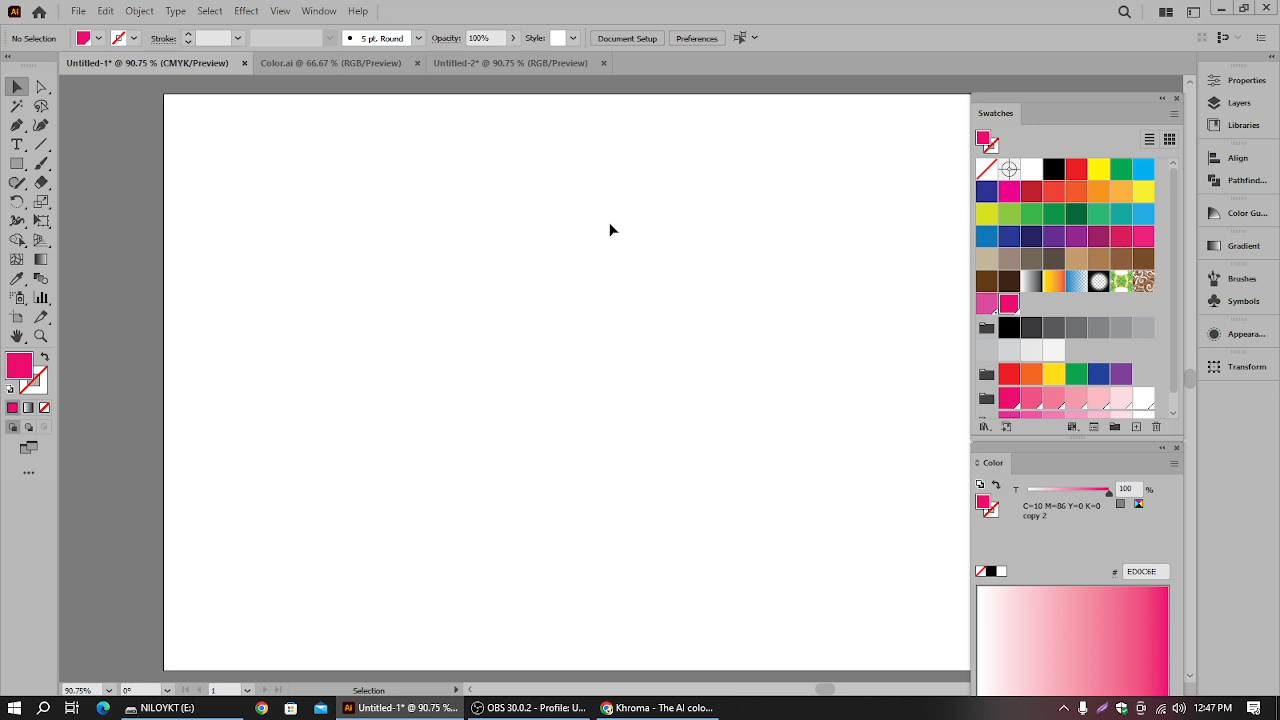 Ai File Edit Object Type Select Effect View Window Help
No Selection Stroke: 5 pt. Round Opacity: 100% Style: Document Setup Preferences
Untitled-1* @ 90.75 % (CMYK/Preview) × Color.ai @ 66.67 % (RGB/Preview) × Untitled-2* @ 90.75 % (RGB/Preview) ×
Swatches
Properties
Layers
Libraries
Align
Pathfind...
Color Gu...
Gradient
Brushes
Symbols
Appeara...
Transform
Color
T 100 %
C=10 M=86 Y=0 K=0
copy 2
# ED0C6E
90.75% 0° 1 Selection
NILOYKT (E:) Ai Untitled-1* @ 90.75 %... OBS 30.0.2 - Profile: U... Khroma - The AI colo... 12:47 PM